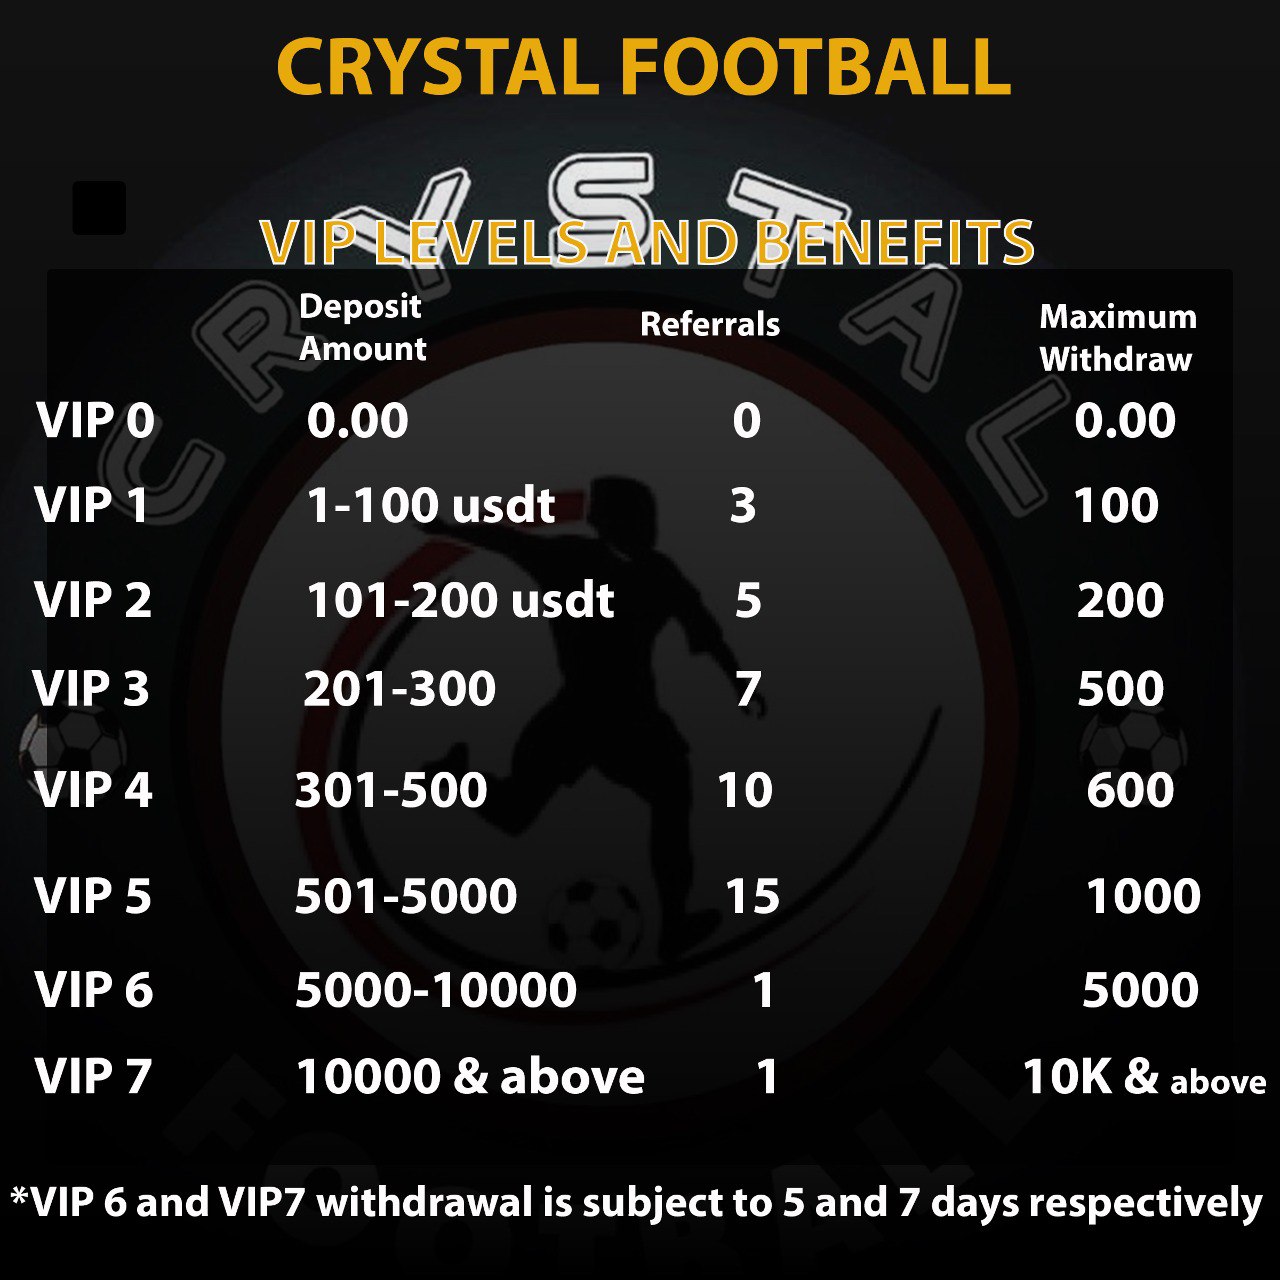 CRYSTAL FOOTBALL
CRYSTAL
VIP LEVELS AND BENEFITS
Deposit Amount Referrals Maximum Withdraw
VIP 0 0.00 0 0.00
VIP 1 1-100 usdt 3 100
VIP 2 101-200 usdt 5 200
VIP 3 201-300 7 500
VIP 4 301-500 10 600
VIP 5 501-5000 15 1000
VIP 6 5000-10000 1 5000
VIP 7 10000 & above 1 10K & above
FOOTBALL
*VIP 6 and VIP7 withdrawal is subject to 5 and 7 days respectively